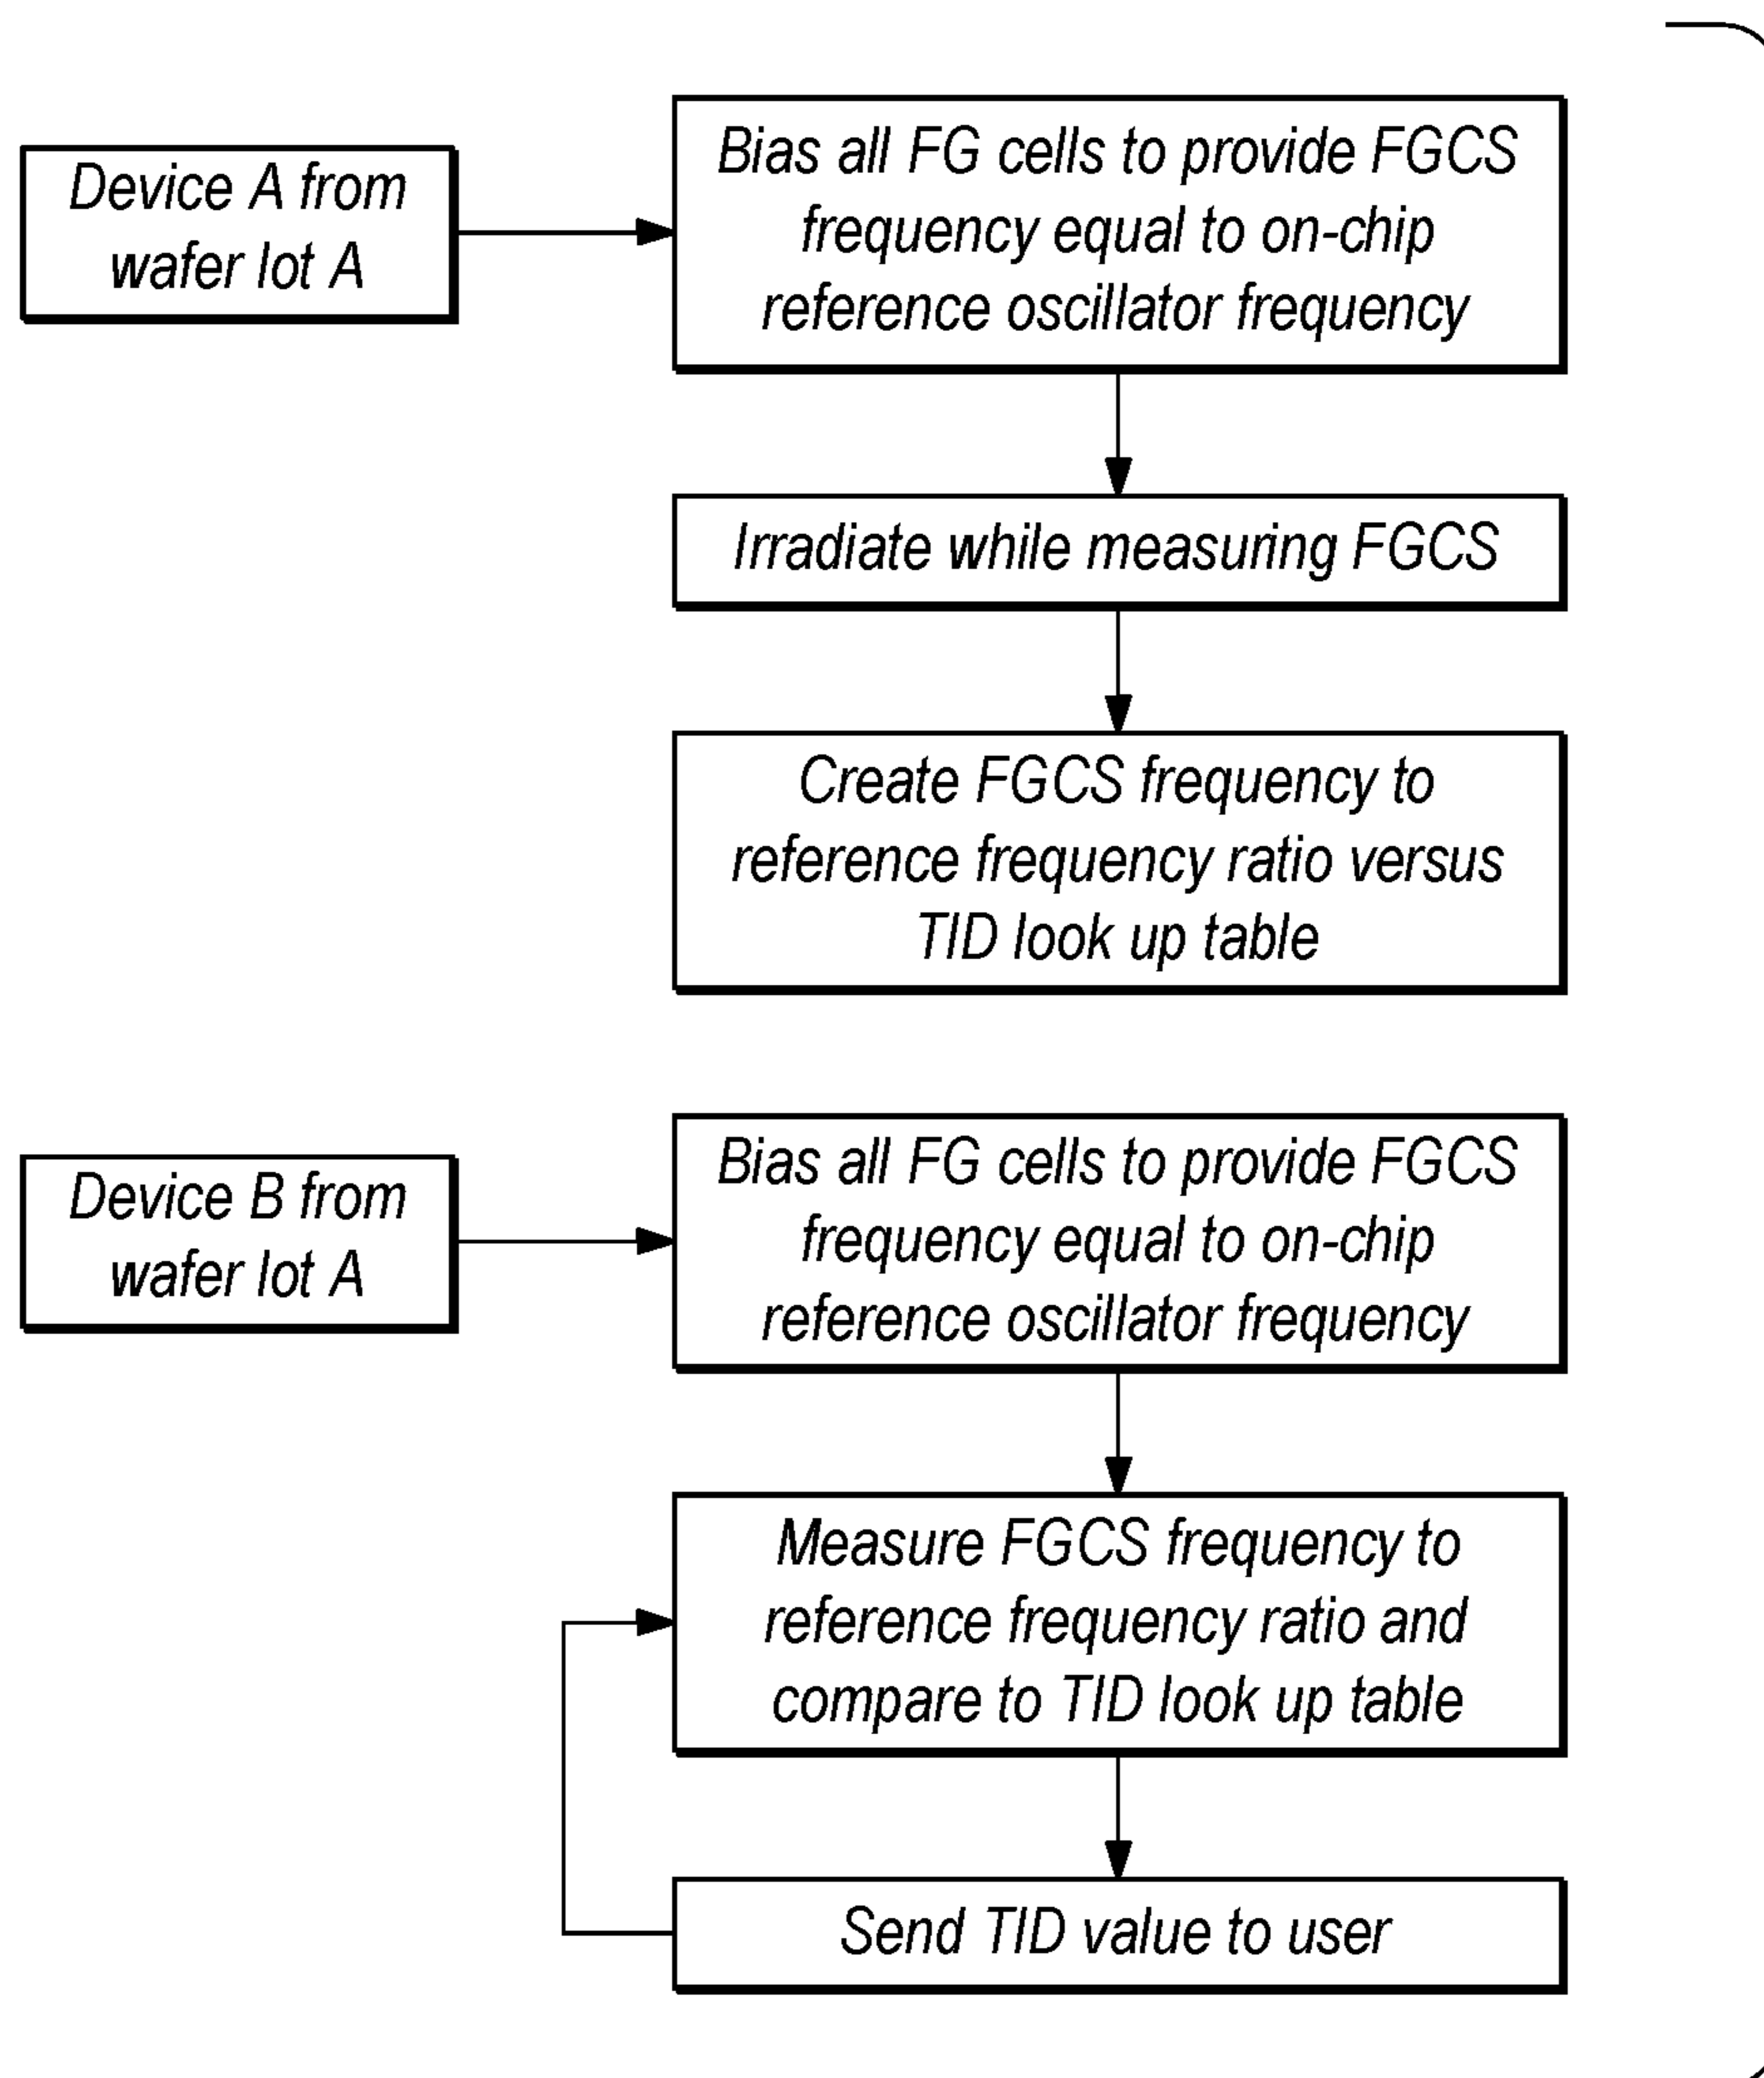 Device A from
wafer lot A
Bias all FG cells to provide FGCS
frequency equal to on-chip
reference oscillator frequency
Irradiate while measuring FGCS
Create FGCS frequency to
reference frequency ratio versus
TID look up table
Device B from
wafer lot A
Bias all FG cells to provide FGCS
frequency equal to on-chip
reference oscillator frequency
Measure FGCS frequency to
reference frequency ratio and
compare to TID look up table
Send TID value to user